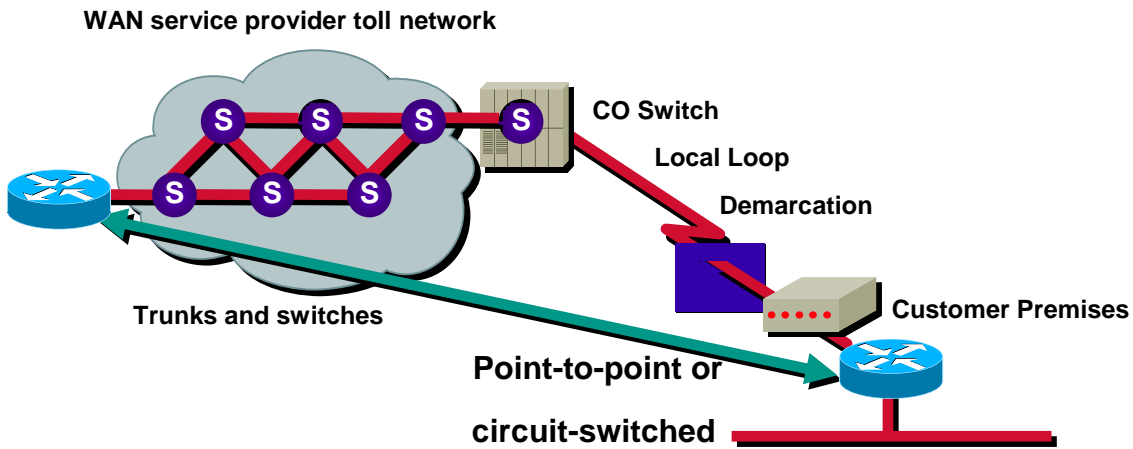 WAN service provider toll network
S S S S
CO Switch
Local Loop
S S S
Demarcation
Trunks and switches
Customer Premises
Point-to-point or
circuit-switched